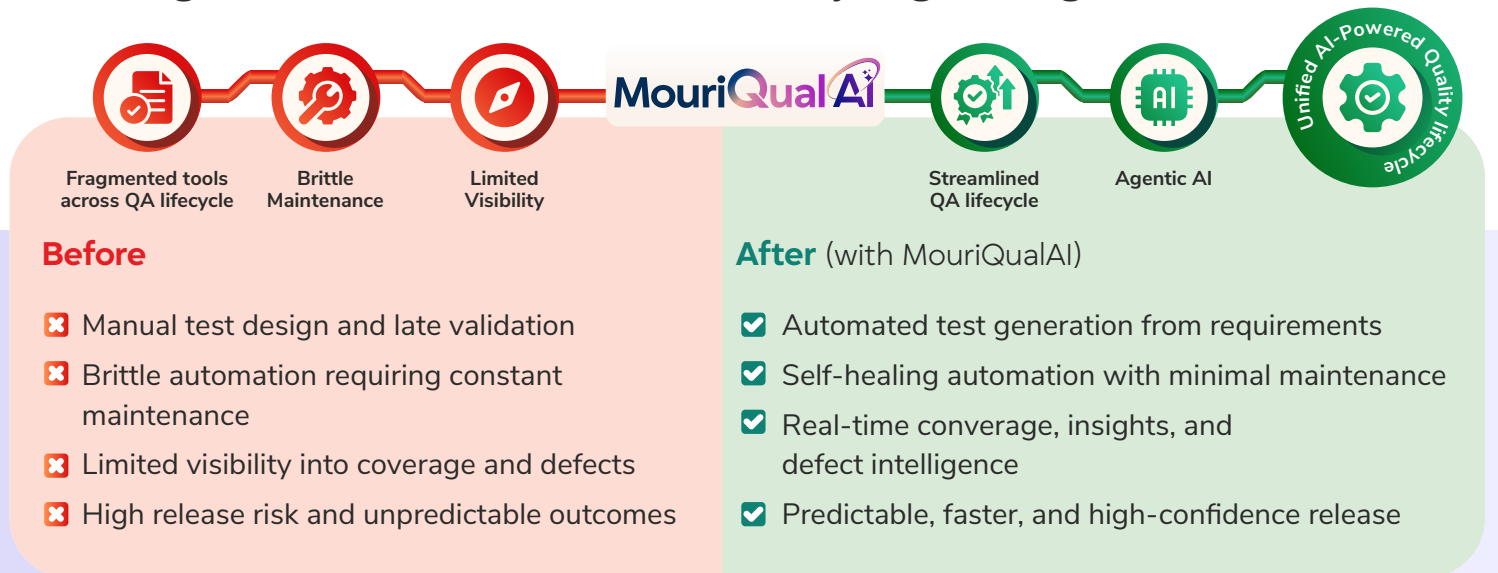 MouriQual AI
Unified AI-Powered Quality lifecycle
Fragmented tools
across QA lifecycle
Brittle
Maintenance
Limited
Visibility
Streamlined
QA lifecycle
Agentic AI
AI
Before
Manual test design and late validation
Brittle automation requiring constant
maintenance
Limited visibility into coverage and defects
High release risk and unpredictable outcomes
After (with MouriQualAI)
Automated test generation from requirements
Self-healing automation with minimal maintenance
Real-time converage, insights, and
defect intelligence
Predictable, faster, and high-confidence release